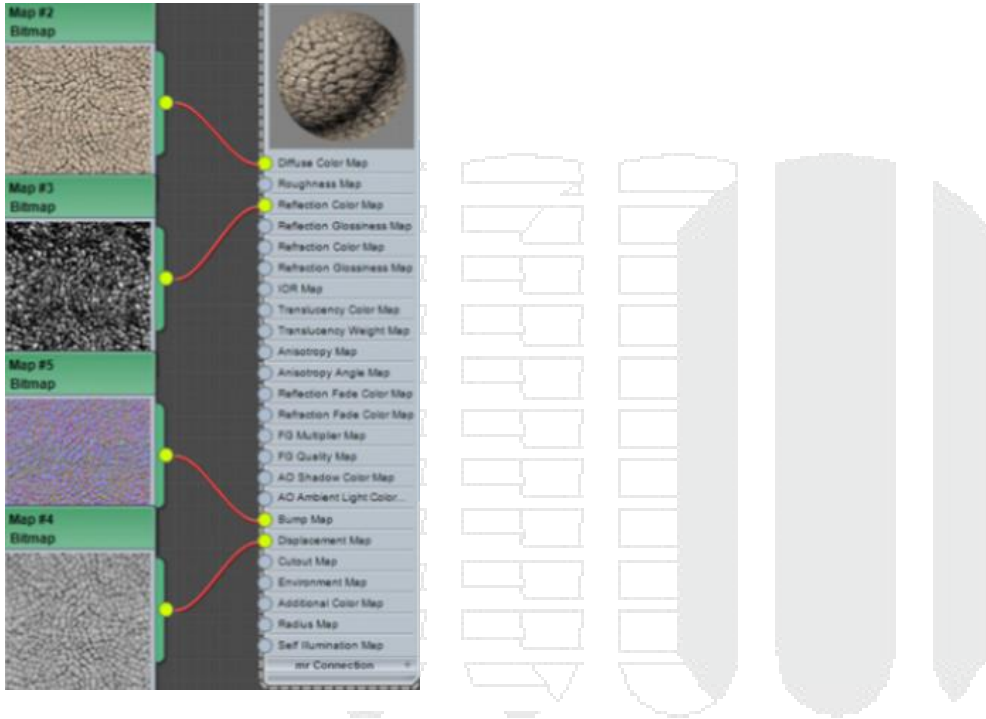 Map #2
Bitmap
Map #3
Bitmap
Map #5
Bitmap
Map #4
Bitmap
Diffuse Color Map
Roughness Map
Reflection Color Map
Reflection Glossiness Map
Refraction Color Map
Refraction Glossiness Map
IOR Map
Translucency Color Map
Translucency Weight Map
Anisotropy Map
Anisotropy Angle Map
Reflection Fade Color Map
Refraction Fade Color Map
FG Multiplier Map
FG Quality Map
AO Shadow Color Map
AO Ambient Light Color...
Bump Map
Displacement Map
Cutout Map
Environment Map
Additional Color Map
Radius Map
Self Illumination Map
mr Connection +